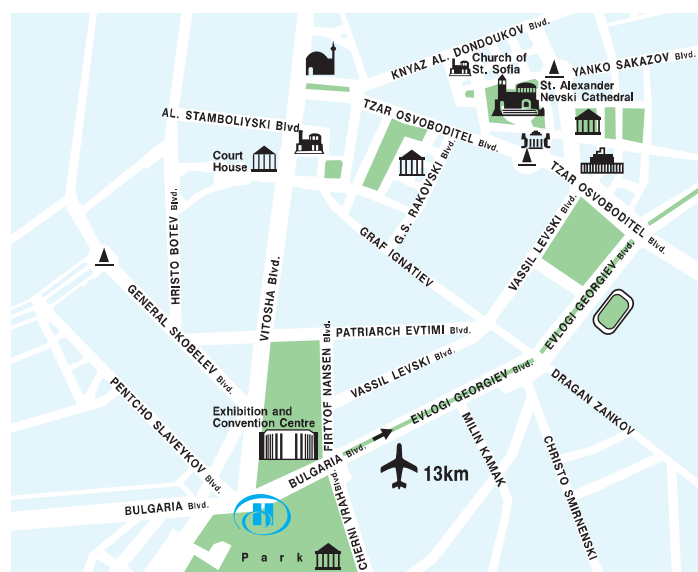 KNYAZ AL. DONDOUKOV Blvd.
Church of
St. Sofia
YANKO SAKAZOV Blvd.
St. Alexander
Nevski Cathedral
TZAR OSVOBODITEL Blvd.
AL. STAMBOLIYSKI Blvd.
Court
House
G.S. RAKOVSKI Blvd.
TZAR OSVOBODITEL Blvd.
HRISTO BOTEV Blvd.
VITOSHA Blvd.
GRAF IGNATIEV
VASSIL LEVSKI Blvd.
EVLOGI GEORGIEV Blvd.
GENERAL SKOBELEV Blvd.
PATRIARCH EVTIMI Blvd.
FIRTYOF NANSEN Blvd.
VASSIL LEVSKI Blvd.
EVLOGI GEORGIEV Blvd.
DRAGAN ZANKOV
PENTCHO SLAVEYKOV Blvd.
Exhibition and
Convention Centre
BULGARIA Blvd.
13km
MILIN KAMAK
CHRISTO SMIRNENSKI
BULGARIA Blvd.
H
CHERNI VRAH Blvd.
Park